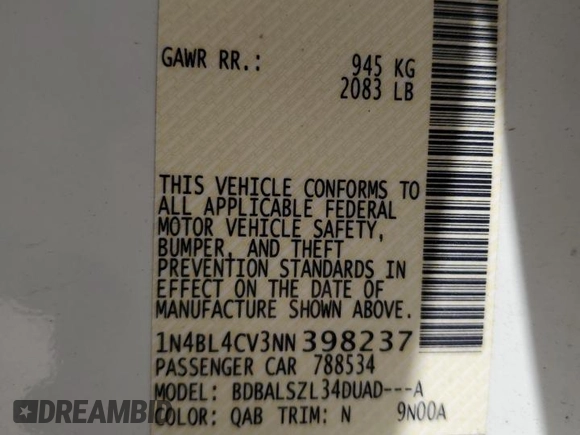 GAWR RR.: 945 KG
2083 LB
THIS VEHICLE CONFORMS TO
ALL APPLICABLE FEDERAL
MOTOR VEHICLE SAFETY,
BUMPER, AND THEFT
PREVENTION STANDARDS IN
EFFECT ON THE DATE OF
MANUFACTURE SHOWN ABOVE.
1N4BL4CV3NN398237
PASSENGER CAR 788534
MODEL: BDBALSZL34DUAD---A
COLOR: QAB TRIM: N 9N00A
DEALERS EDGE